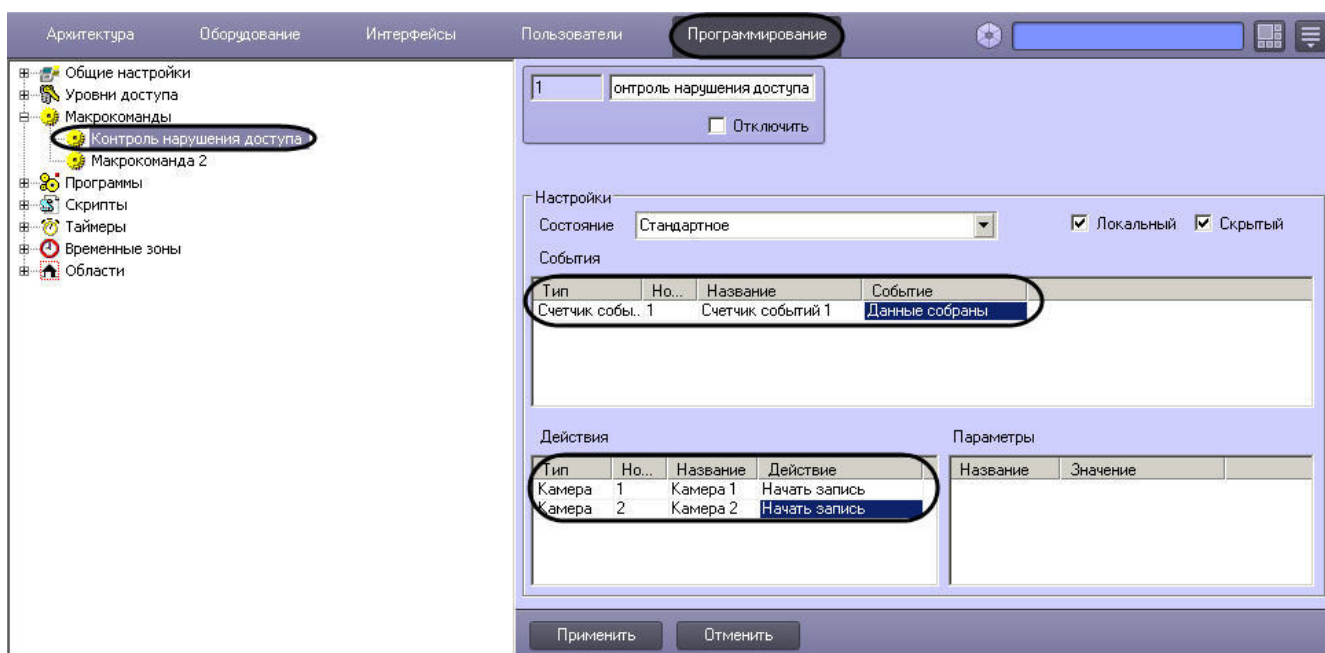 Архитектура Оборудование Интерфейсы Пользователи Программирование
Общие настройки
Уровни доступа
Макрокоманды
Контроль нарушения доступа
Макрокоманда 2
Программы
Скрипты
Таймеры
Временные зоны
Области
1 онтроль нарушения доступа
Отключить
Настройки
Состояние Стандартное Локальный Скрытый
События
Тип Но... Название Событие
Счетчик собы.. 1 Счетчик событий 1 Данные собраны
Действия
Тип Но... Название Действие
Камера 1 Камера 1 Начать запись
Камера 2 Камера 2 Начать запись
Параметры
Название Значение
Применить Отменить